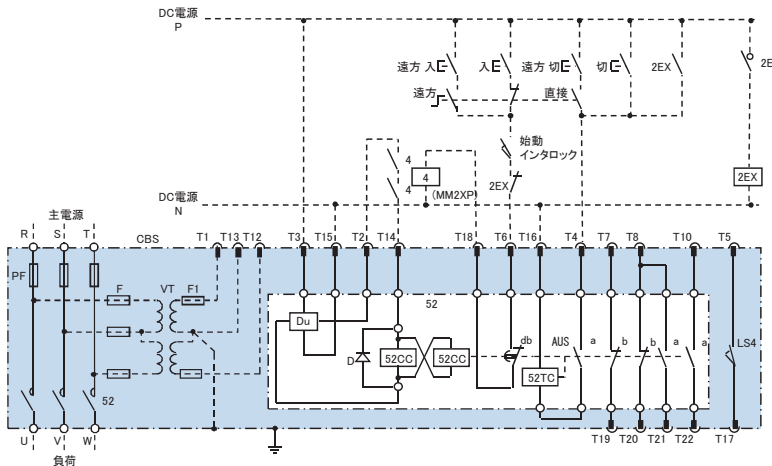 DC電源
P
遠方 入
入
遠方 切
切
2EX
2E
遠方
直接
始動
インタロック
4
4
4
(MM2XP)
2EX
2EX
DC電源
N
主電源
R
S
T
CBS
T1
T13
T12
T3
T15
T2
T14
T18
T6
T16
T4
T7
T8
T10
T5
PF
F
VT
F1
52
Du
D
52CC
52CC
db
AUS
a
b
b
a
a
LS4
52TC
52
U
V
W
負荷
T19
T20
T21
T22
T17